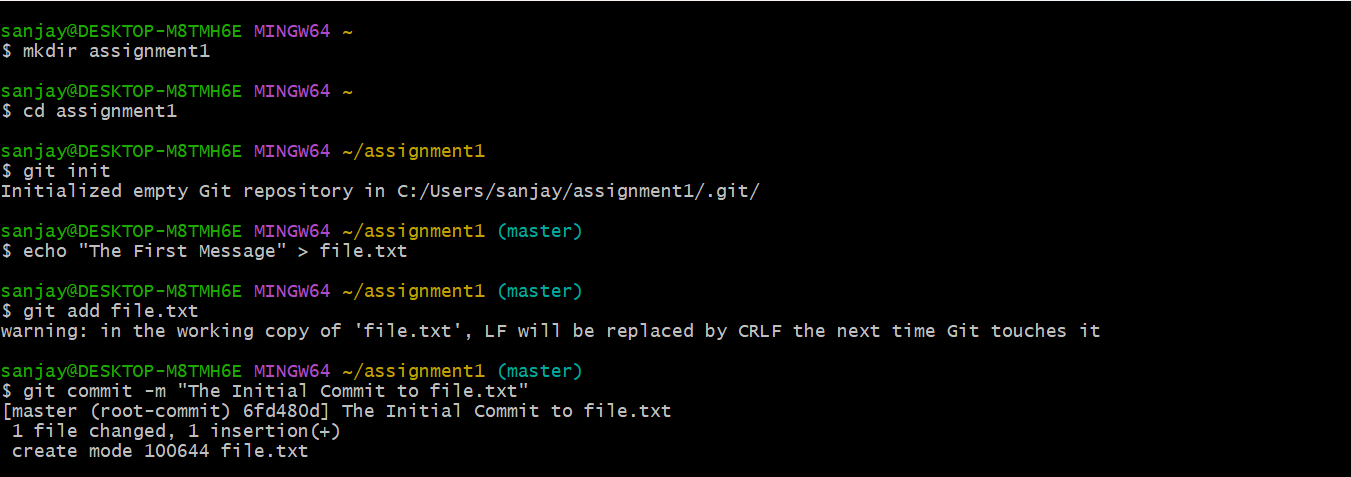 sanjay@DESKTOP-M8TMH6E MINGW64 ~
$ mkdir assignment1
sanjay@DESKTOP-M8TMH6E MINGW64 ~
$ cd assignment1
sanjay@DESKTOP-M8TMH6E MINGW64 ~/assignment1
$ git init
Initialized empty Git repository in C:/Users/sanjay/assignment1/.git/
sanjay@DESKTOP-M8TMH6E MINGW64 ~/assignment1 (master)
$ echo "The First Message" > file.txt
sanjay@DESKTOP-M8TMH6E MINGW64 ~/assignment1 (master)
$ git add file.txt
warning: in the working copy of 'file.txt', LF will be replaced by CRLF the next time Git touches it
sanjay@DESKTOP-M8TMH6E MINGW64 ~/assignment1 (master)
$ git commit -m "The Initial Commit to file.txt"
[master (root-commit) 6fd480d] The Initial Commit to file.txt
 1 file changed, 1 insertion(+)
 create mode 100644 file.txt